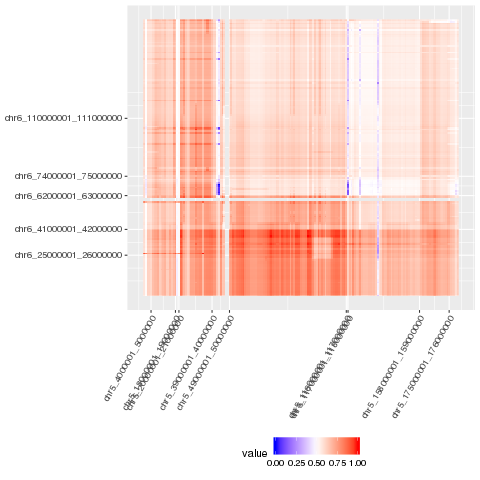 chr6_110000001_111000000
chr6_74000001_75000000
chr6_62000001_63000000
chr6_41000001_42000000
chr6_25000001_26000000
chr5_4000001_5000000
chr5_39000001_40000000
chr5_49000001_50000000
chr5_158000001_159000000
chr5_175000001_176000000
value
0.00 0.25 0.50 0.75 1.00